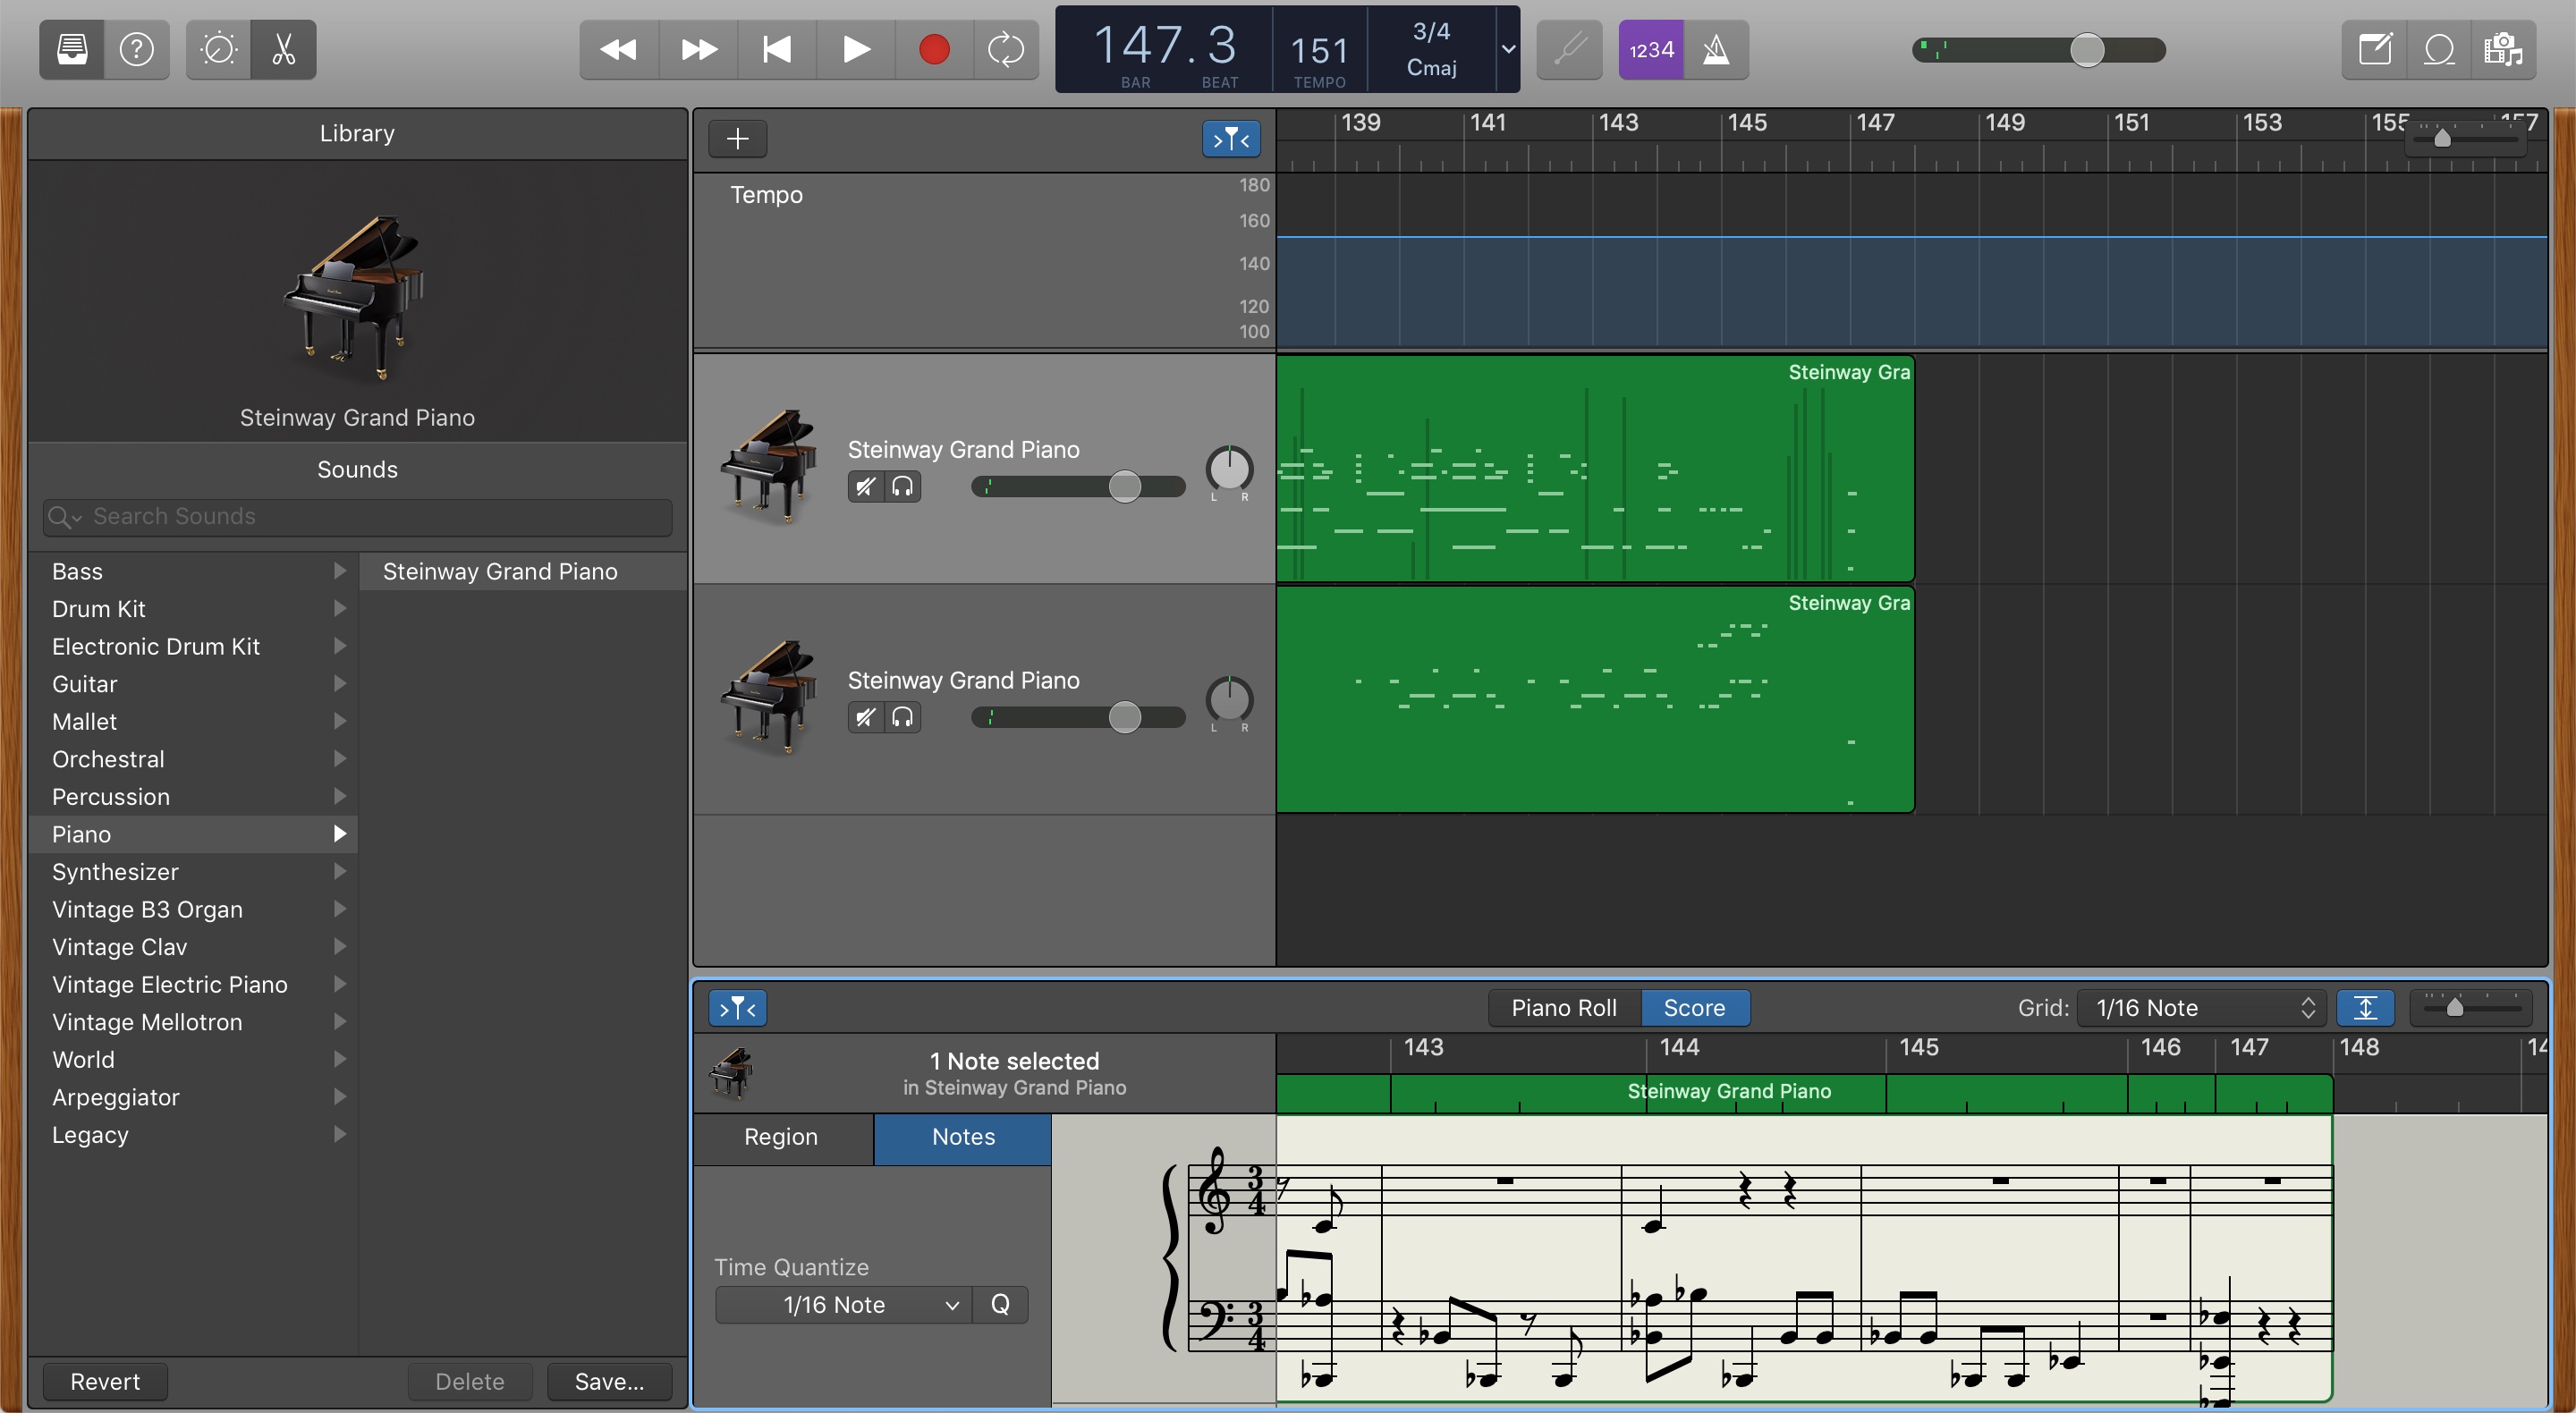 147.3
BAR BEAT
151
TEMPO
3/4
Cmaj
1234
Library
Steinway Grand Piano
Sounds
Search Sounds
Bass
Drum Kit
Electronic Drum Kit
Guitar
Mallet
Orchestral
Percussion
Piano
Synthesizer
Vintage B3 Organ
Vintage Clav
Vintage Electric Piano
Vintage Mellotron
World
Arpeggiator
Legacy
Steinway Grand Piano
Revert Delete Save...
139 141 143 145 147 149 151 153 155 157
Tempo
180
160
140
120
100
Steinway Grand Piano
L R
Steinway Gra
Steinway Grand Piano
L R
Steinway Gra
Piano Roll Score
Grid: 1/16 Note
1 Note selected
in Steinway Grand Piano
143 144 145 146 147 148 14
Steinway Grand Piano
Region Notes
Time Quantize
1/16 Note Q
3
4
3
4